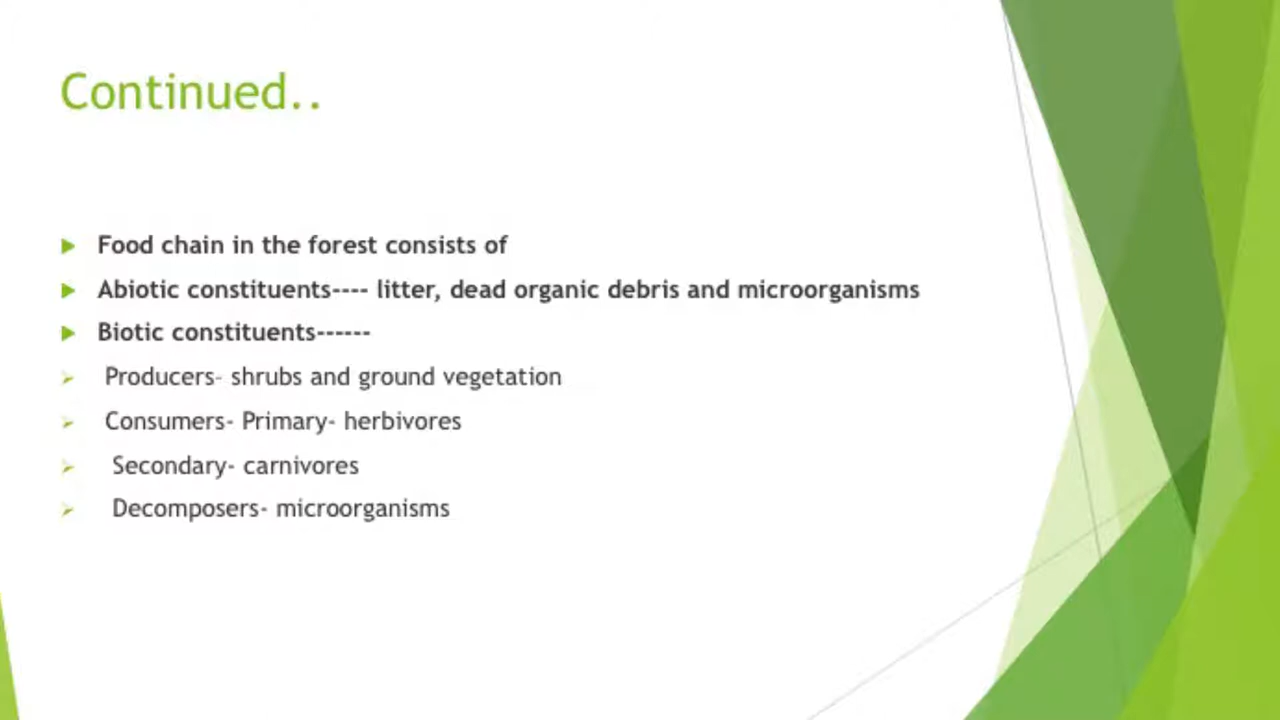 Continued..
Food chain in the forest consists of
Abiotic constituents---- litter, dead organic debris and microorganisms
Biotic constituents------
Producers- shrubs and ground vegetation
Consumers- Primary- herbivores
Secondary- carnivores
Decomposers- microorganisms